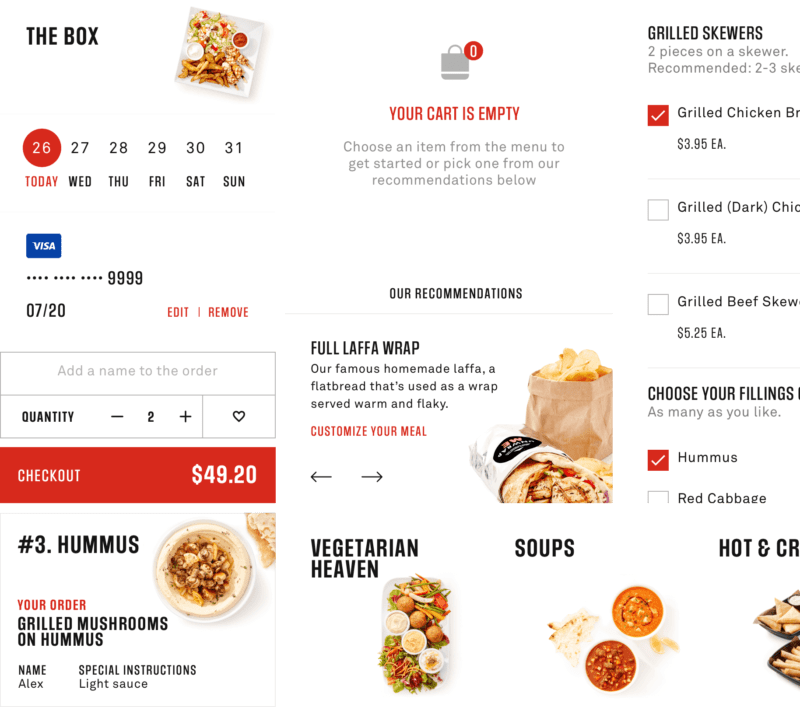 THE BOX
26 27 28 29 30 31
TODAY WED THU FRI SAT SUN
VISA
•••• •••• •••• 9999
07/20
EDIT | REMOVE
Add a name to the order
QUANTITY — 2 +
CHECKOUT $49.20
#3. HUMMUS
YOUR ORDER
GRILLED MUSHROOMS
ON HUMMUS
NAME SPECIAL INSTRUCTIONS
Alex Light sauce
0
YOUR CART IS EMPTY
Choose an item from the menu to
get started or pick one from our
recommendations below
OUR RECOMMENDATIONS
FULL LAFFA WRAP
Our famous homemade laffa, a
flatbread that's used as a wrap
served warm and flaky.
CUSTOMIZE YOUR MEAL
VEGETARIAN
HEAVEN
SOUPS
HOT & CR
GRILLED SKEWERS
2 pieces on a skewer.
Recommended: 2-3 ske
Grilled Chicken Br
$3.95 EA.
Grilled (Dark) Chic
$3.95 EA.
Grilled Beef Skew
$5.25 EA.
CHOOSE YOUR FILLINGS
As many as you like.
Hummus
Red Cabbage